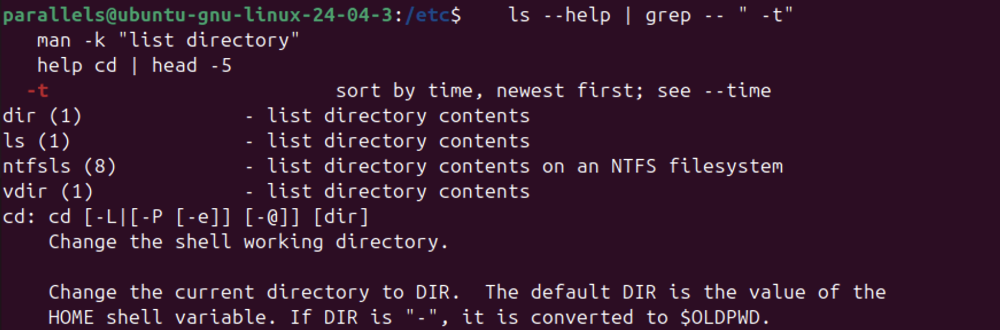 parallels@ubuntu-gnu-linux-24-04-3:/etc$    ls --help | grep -- " -t"
   man -k "list directory"
   help cd | head -5
  -t                         sort by time, newest first; see --time
dir (1)              - list directory contents
ls (1)               - list directory contents
ntfsls (8)           - list directory contents on an NTFS filesystem
vdir (1)             - list directory contents
cd: cd [-L|[-P [-e]] [-@]] [dir]
    Change the shell working directory.

    Change the current directory to DIR.  The default DIR is the value of the
    HOME shell variable. If DIR is "-", it is converted to $OLDPWD.